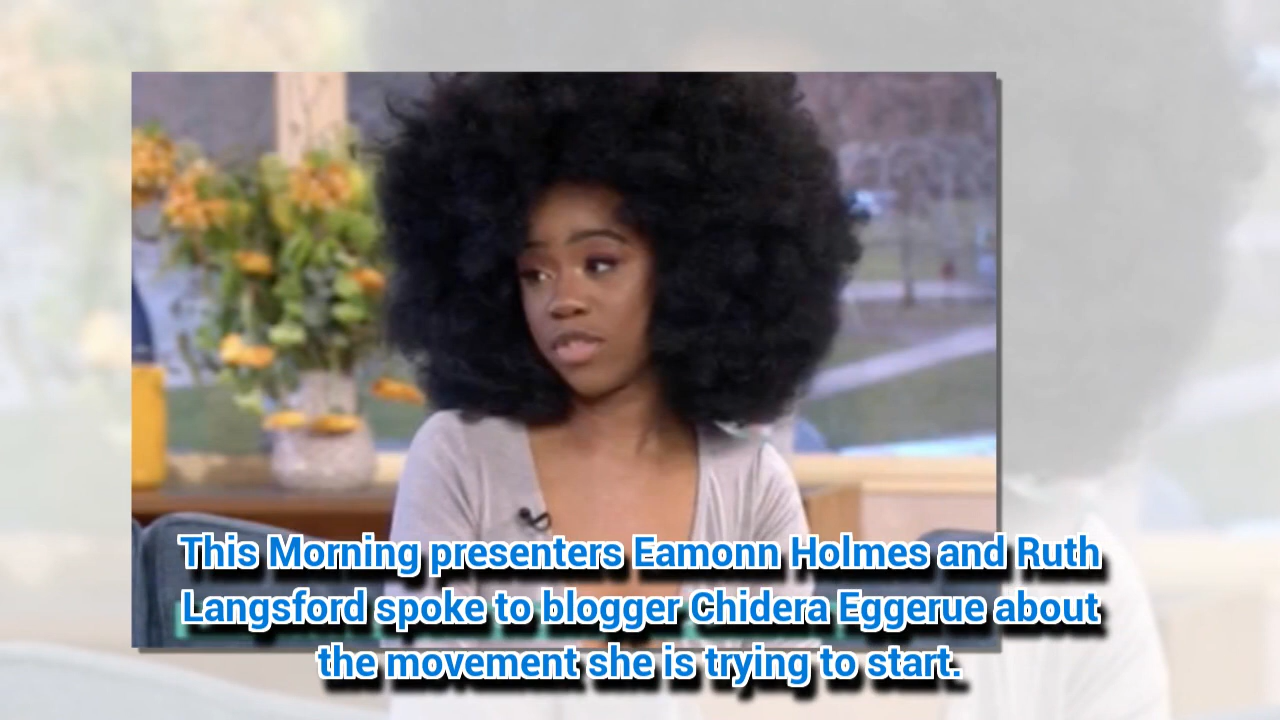 This Morning presenters Eamonn Holmes and Ruth
Langsford spoke to blogger Chidera Eggerue about
the movement she is trying to start.